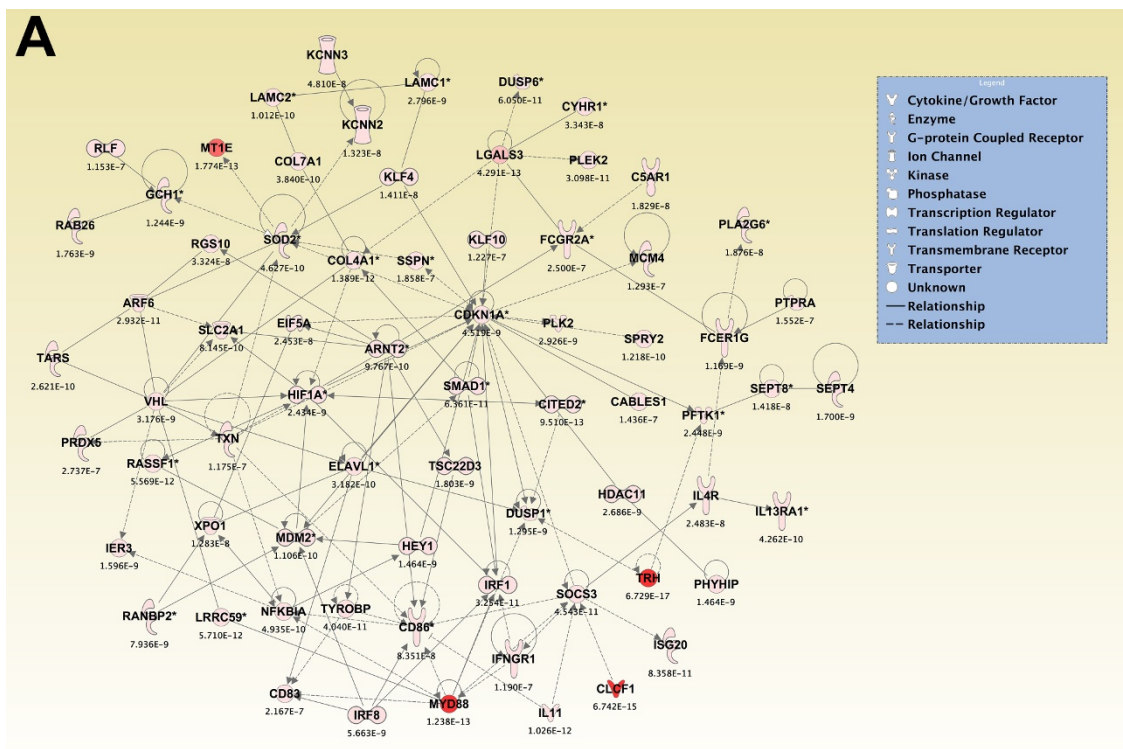 A
KCNN3
4.810E-8
LAMC1*
2.796E-9
DUSP6*
6.050E-11
LAMC2*
1.012E-10
CYHR1*
3.343E-8
KCNN2
1.323E-8
RLF
1.153E-7
MT1E
1.774E-13
COL7A1
3.840E-10
LGALS3
4.291E-13
PLEK2
3.098E-11
KLF4
1.411E-8
C5AR1
1.829E-8
GCH1*
1.244E-9
RAB26
1.763E-9
RGS10
3.324E-8
SOD2*
4.627E-10
COL4A1*
1.389E-12
SSPN*
1.858E-7
KLF10
1.227E-7
FCGR2A*
2.500E-7
MCM4
1.293E-7
PLA2G6*
1.876E-8
ARF6
2.932E-11
SLC2A1
8.145E-10
EIF5A
2.453E-8
CDKN1A*
4.519E-9
PLK2
2.926E-9
SPRY2
1.218E-10
PTPRA
1.552E-7
FCER1G
1.169E-9
TARS
2.621E-10
ARNT2*
9.767E-10
VHL
3.176E-9
HIF1A*
2.434E-9
SMAD1*
6.361E-11
CITED2*
9.510E-13
CABLES1
1.436E-7
PFTK1*
2.448E-9
SEPT8*
1.418E-8
SEPT4
1.700E-9
PRDX5
2.737E-7
TXN
1.175E-7
RASSF1*
5.569E-12
ELAVL1*
3.182E-10
TSC22D3
1.803E-9
HDAC11
2.686E-9
IL4R
2.483E-8
IL13RA1*
4.262E-10
DUSP1*
1.295E-9
XPO1
1.283E-8
IER3
1.596E-9
MDM2*
1.106E-10
HEY1
1.464E-9
IRF1
3.254E-11
SOCS3
4.543E-11
TRH
6.729E-17
PHYHIP
1.464E-9
RANBP2*
7.936E-9
LRRC59*
5.710E-12
NFKBIA
4.935E-10
TYROBP
4.040E-11
CD86*
8.351E-8
IFNGR1
1.190E-7
ISG20
8.358E-11
CD83
2.167E-7
IRF8
5.663E-9
MYD88
1.238E-13
IL11
1.026E-12
CLCF1
6.742E-15
Legend
Cytokine/Growth Factor
Enzyme
G-protein Coupled Receptor
Ion Channel
Kinase
Phosphatase
Transcription Regulator
Translation Regulator
Transmembrane Receptor
Transporter
Unknown
Relationship
Relationship